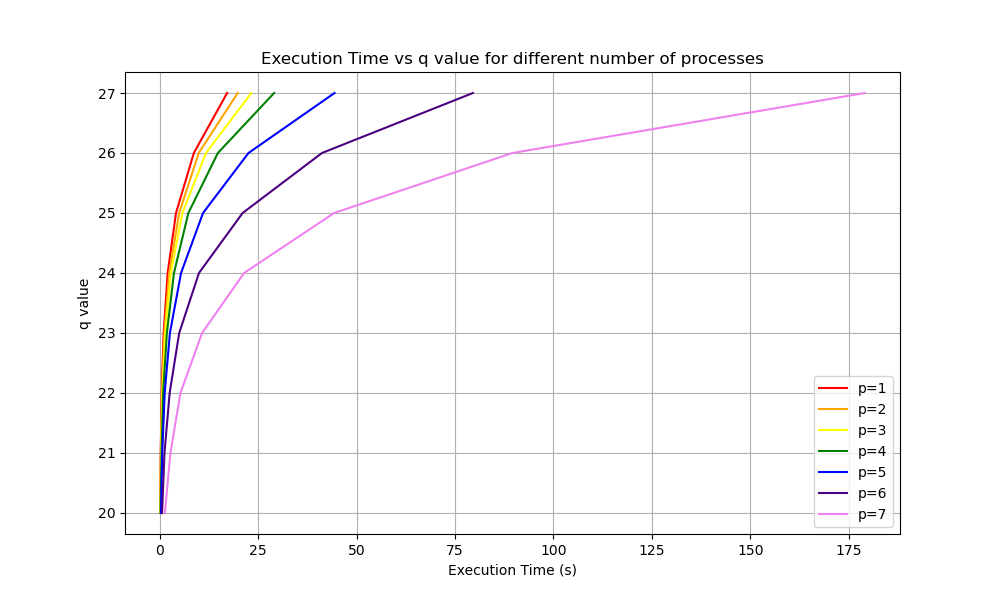 Execution Time vs q value for different number of processes
27
26
25
24
23
22
21
20
q value
0 25 50 75 100 125 150 175
Execution Time (s)
p=1
p=2
p=3
p=4
p=5
p=6
p=7